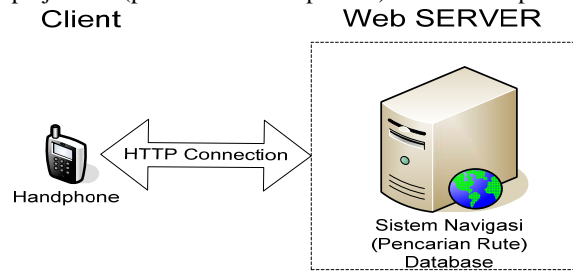 Client
Web SERVER
HTTP Connection
Handphone
Sistem Navigasi
(Pencarian Rute)
Database